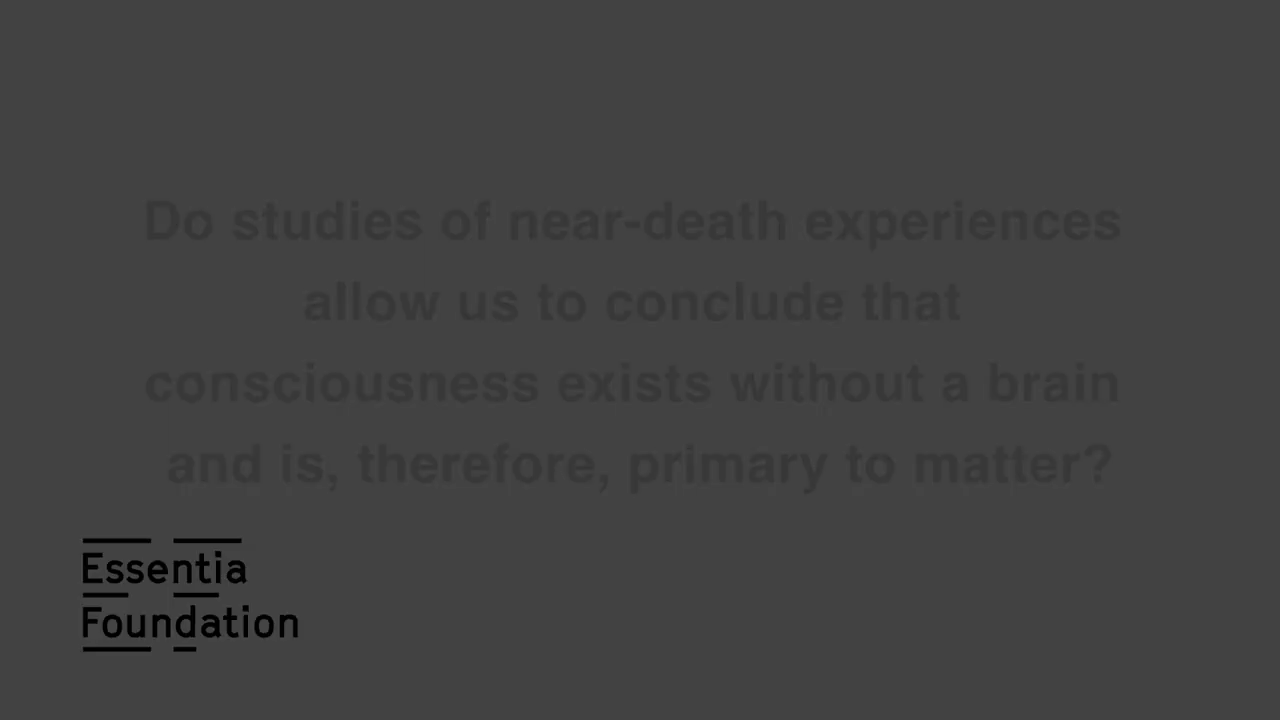 Do studies of near-death experiences
allow us to conclude that
consciousness exists without a brain
and is, therefore, primary to matter?
Essentia
Foundation